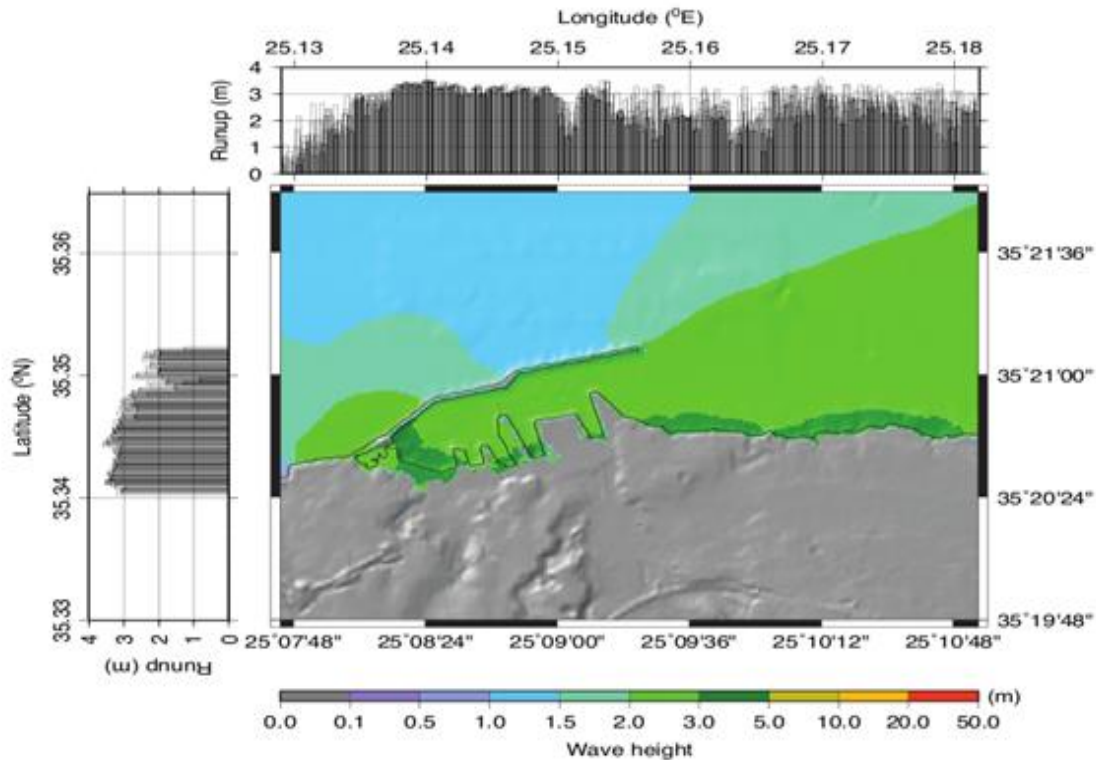 Longitude (°E)
25.13 25.14 25.15 25.16 25.17 25.18
Runup (m)
4
3
2
1
0
Latitude (°N)
35.36
35.35
35.34
35.33
4 3 2 1 0
Runup (m)
35°21'36"
35°21'00"
35°20'24"
35°19'48"
25°07'48" 25°08'24" 25°09'00" 25°09'36" 25°10'12" 25°10'48"
(m)
0.0 0.1 0.5 1.0 1.5 2.0 3.0 5.0 10.0 20.0 50.0
Wave height